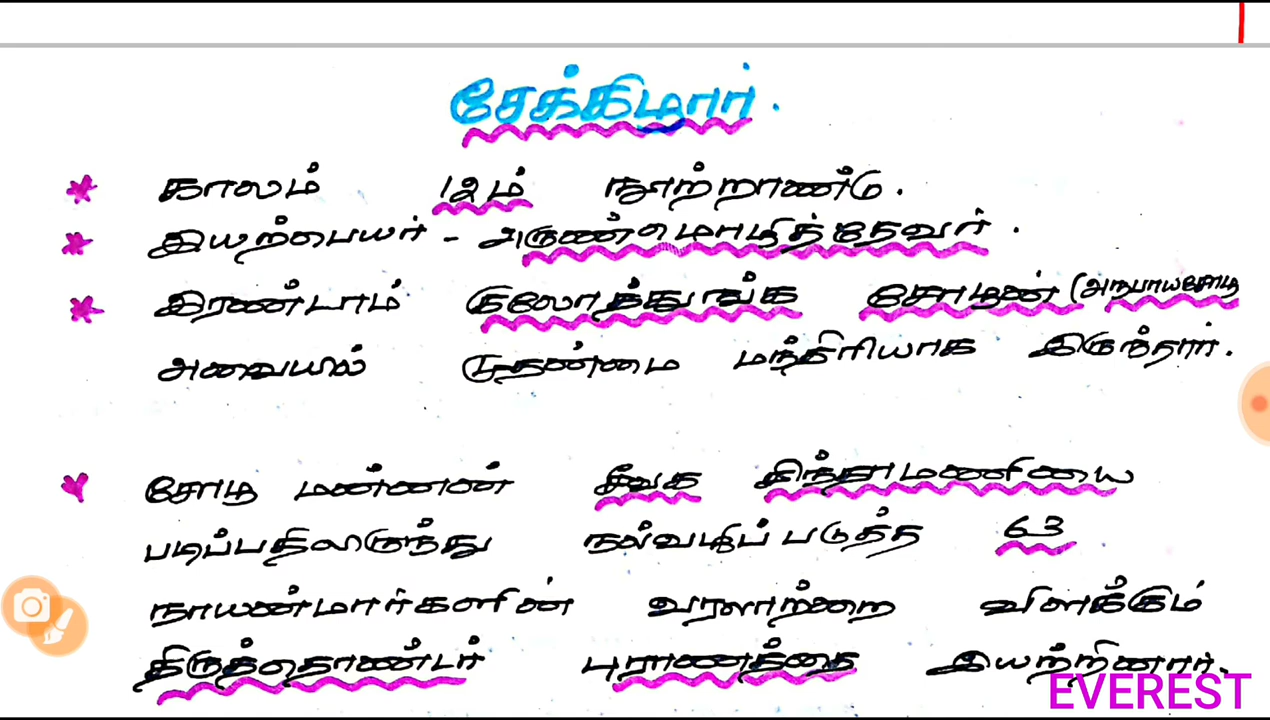 சேக்கிழார்.
காலம் 12ம் நூற்றாண்டு.
இயற்பெயர் - அருண்மொழித்தேவர்.
இரண்டாம் குலோத்துங்க சோழன் (அநபாயசோழ
அவையில் முதன்மை மந்திரியாக இருந்தார்.
சோழ மன்னன் சீவக சிந்தாமணியை
படிப்பதிலிருந்து நல்வழிப் படுத்த 63
நாயன்மார்களின் வரலாற்றை விளக்கும்
திருத்தொண்டர் புராணத்தை இயற்றினார்.
EVEREST